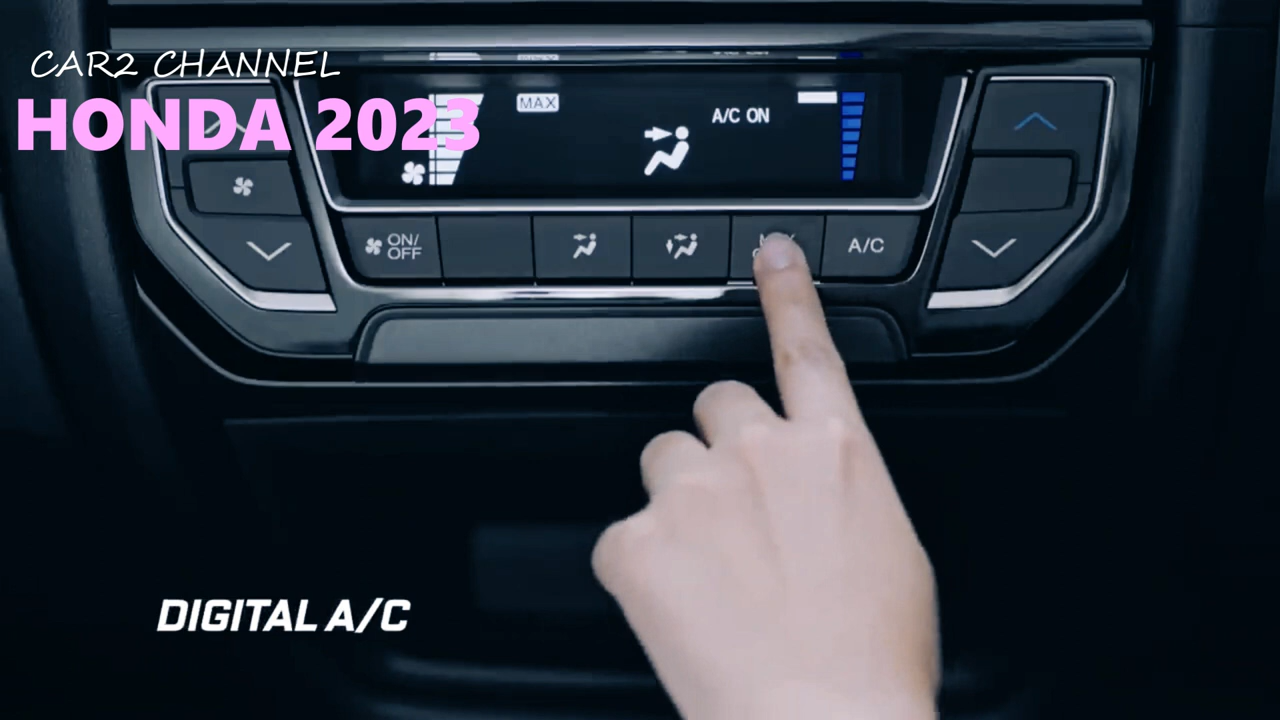 CAR2 CHANNEL
HONDA 2023
MAX
A/C ON
ON/
OFF
A/C
DIGITAL A/C